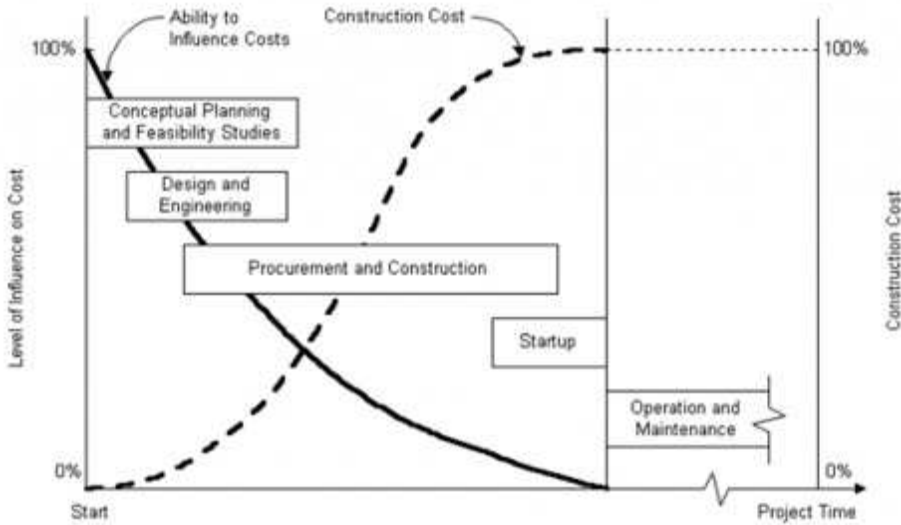 Ability to
Influence Costs
Construction Cost
100%
100%
Conceptual Planning
and Feasibility Studies
Level of Influence on Cost
Design and
Engineering
Procurement and Construction
Construction Cost
Startup
Operation and
Maintenance
0%
0%
Start
Project Time